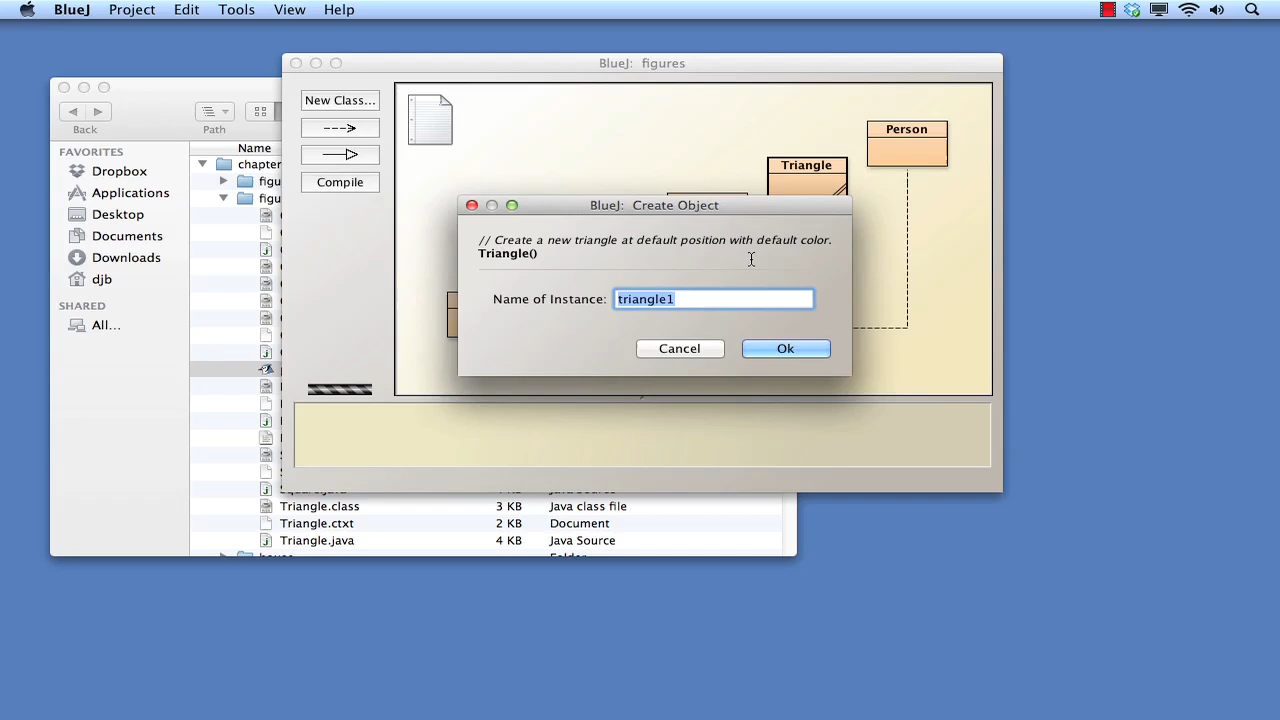 BlueJ Project Edit Tools View Help
BlueJ: figures
New Class...
Compile
Person
Triangle
Back
Path
FAVORITES
Dropbox
Applications
Desktop
Documents
Downloads
djb
SHARED
All...
Name
chapter
figu
figu
BlueJ: Create Object
// Create a new triangle at default position with default color.
Triangle()
Name of Instance: triangle1
Cancel Ok
Triangle.class 3 KB Java class file
Triangle.ctxt 2 KB Document
Triangle.java 4 KB Java Source